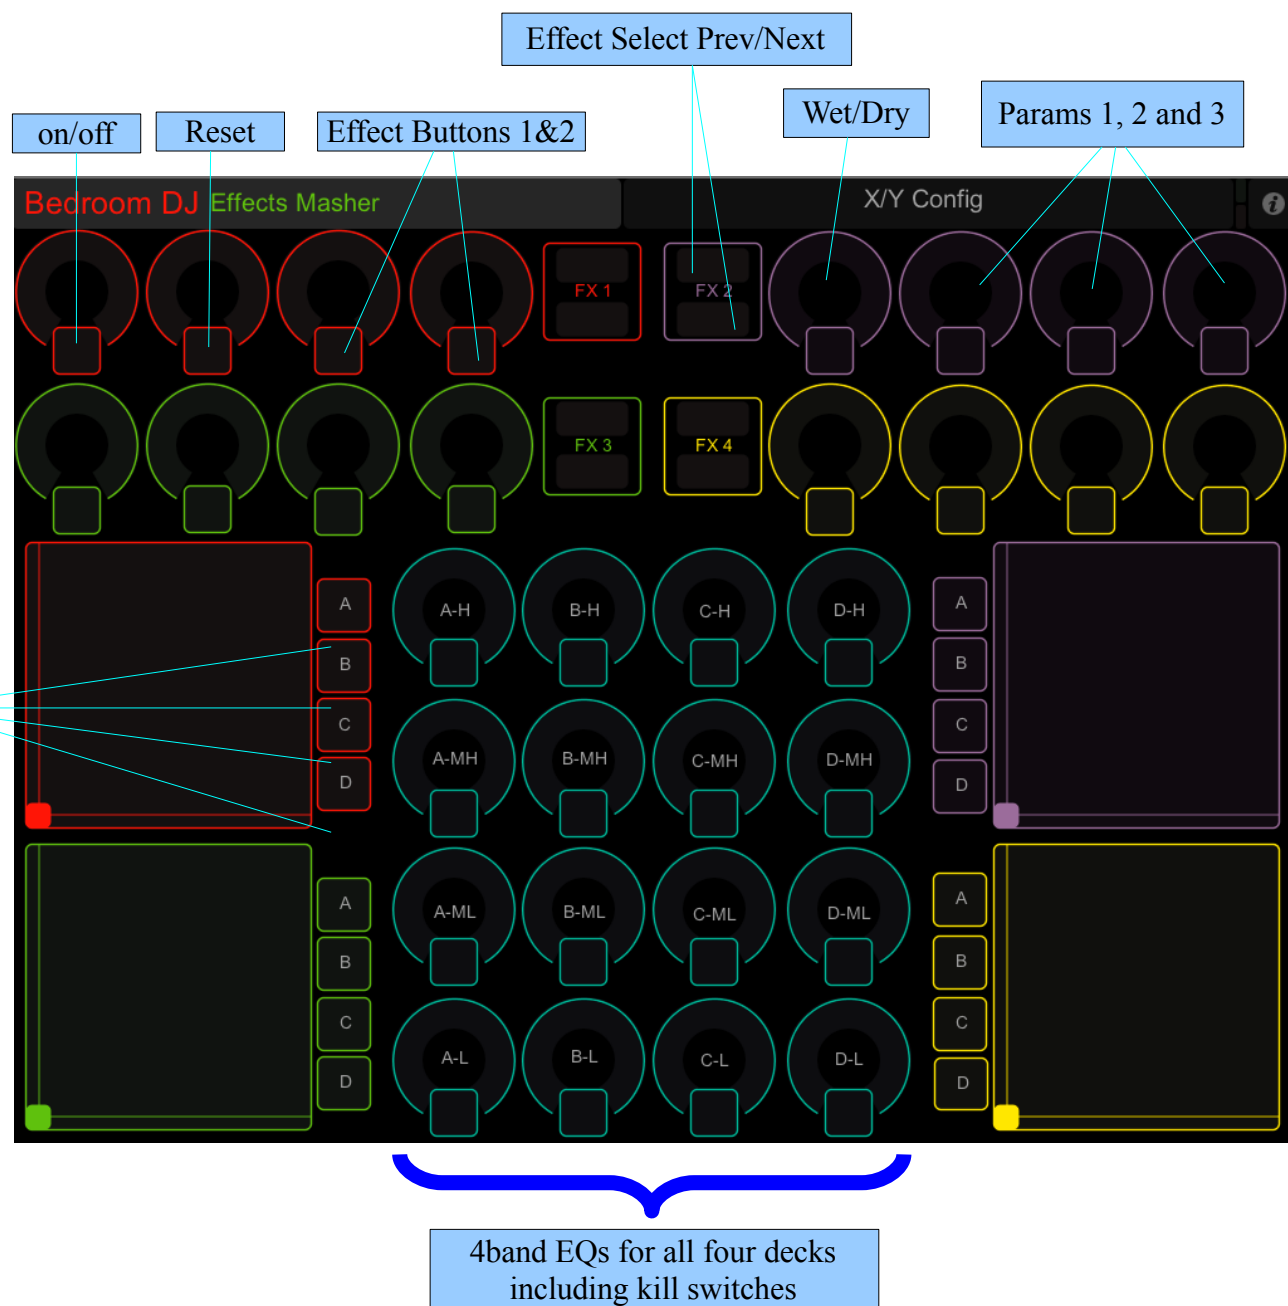 Effect Select Prev/Next
on/off
Reset
Effect Buttons 1&2
Wet/Dry
Params 1, 2 and 3
Bedroom DJ Effects Masher
X/Y Config
i
FX 1
FX 2
FX 3
FX 4
A
B
C
D
A-H
B-H
C-H
D-H
A
B
C
D
A-MH
B-MH
C-MH
D-MH
A
B
C
D
A-ML
B-ML
C-ML
D-ML
A
B
C
D
A-L
B-L
C-L
D-L
4band EQs for all four decks
including kill switches